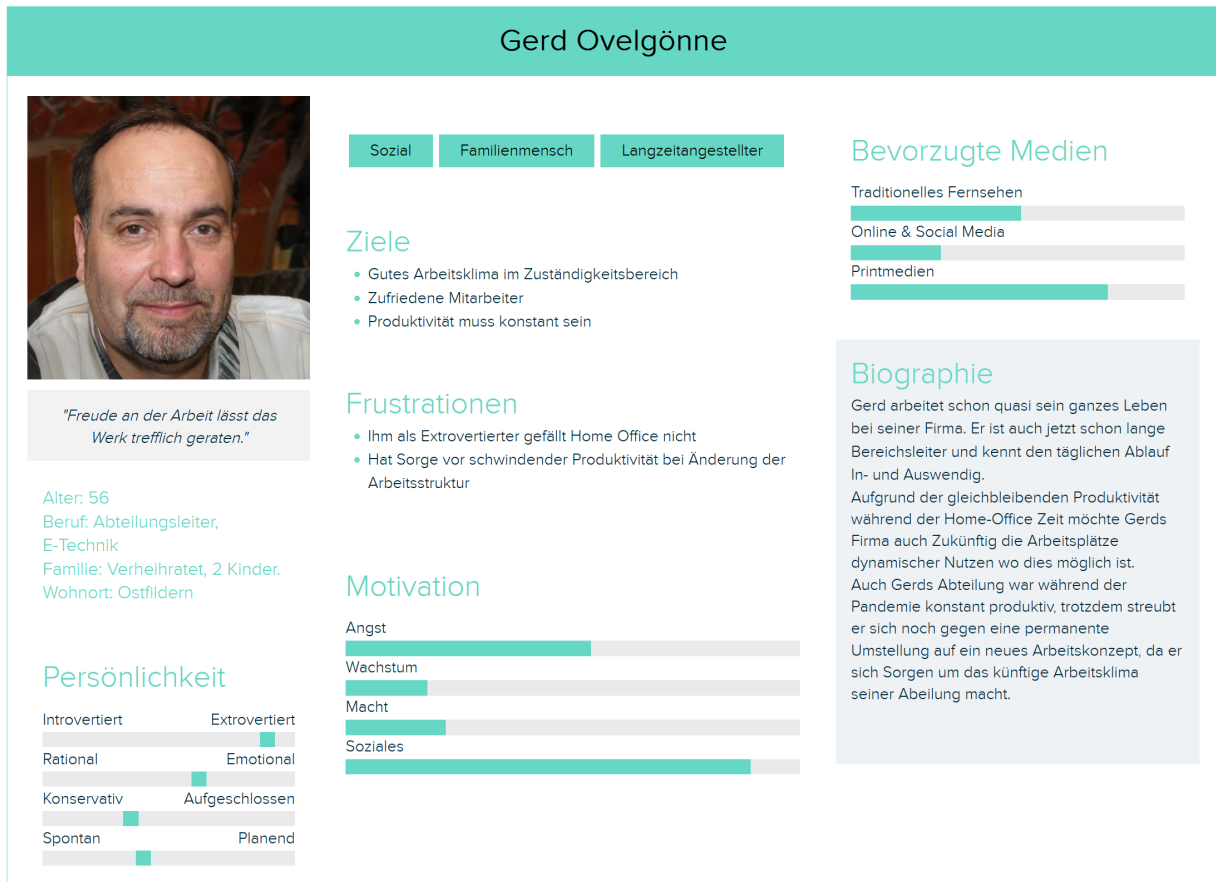 Gerd Ovelgönne
"Freude an der Arbeit lässt das
Werk trefflich geraten."
Alter: 56
Beruf: Abteilungsleiter,
E-Technik
Familie: Verheihratet, 2 Kinder.
Wohnort: Ostfildern
Persönlichkeit
Introvertiert Extrovertiert
Rational Emotional
Konservativ Aufgeschlossen
Spontan Planend
Sozial Familienmensch Langzeitangestellter
Ziele
Gutes Arbeitsklima im Zuständigkeitsbereich
Zufriedene Mitarbeiter
Produktivität muss konstant sein
Frustrationen
Ihm als Extrovertierter gefällt Home Office nicht
Hat Sorge vor schwindender Produktivität bei Änderung der
Arbeitsstruktur
Motivation
Angst
Wachstum
Macht
Soziales
Bevorzugte Medien
Traditionelles Fernsehen
Online & Social Media
Printmedien
Biographie
Gerd arbeitet schon quasi sein ganzes Leben
bei seiner Firma. Er ist auch jetzt schon lange
Bereichsleiter und kennt den täglichen Ablauf
In- und Auswendig.
Aufgrund der gleichbleibenden Produktivität
während der Home-Office Zeit möchte Gerds
Firma auch Zukünftig die Arbeitsplätze
dynamischer Nutzen wo dies möglich ist.
Auch Gerds Abteilung war während der
Pandemie konstant produktiv, trotzdem streubt
er sich noch gegen eine permanente
Umstellung auf ein neues Arbeitskonzept, da er
sich Sorgen um das künftige Arbeitsklima
seiner Abeilung macht.